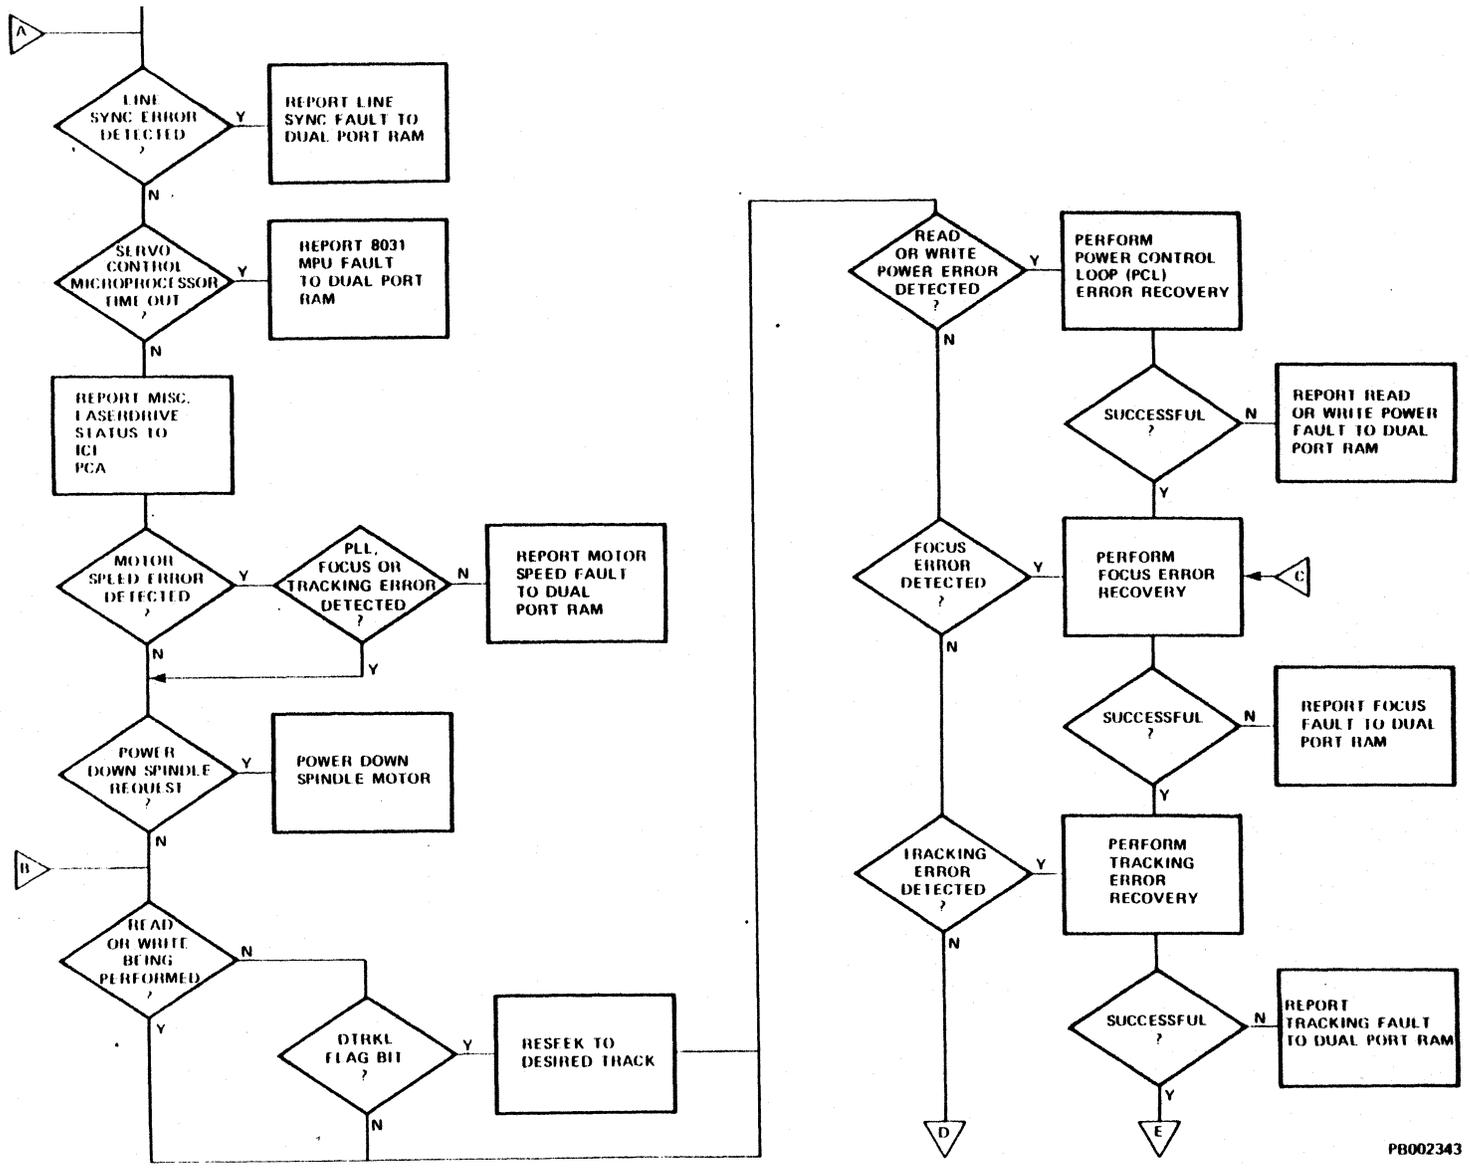 A
LINE
SYNC ERROR
DETECTED
?
Y
REPORT LINE
SYNC FAULT TO
DUAL PORT RAM
N
SERVO
CONTROL
MICROPROCESSOR
TIME OUT
?
Y
REPORT 8031
MPU FAULT
TO DUAL PORT
RAM
N
REPORT MISC.
LASERDRIVE
STATUS TO
ICI
PCA
MOTOR
SPEED ERROR
DETECTED
?
Y
PLL,
FOCUS OR
TRACKING ERROR
DETECTED
?
N
REPORT MOTOR
SPEED FAULT
TO DUAL
PORT RAM
N
Y
POWER
DOWN SPINDLE
REQUEST
?
Y
POWER DOWN
SPINDLE MOTOR
N
B
READ
OR WRITE
BEING
PERFORMED
?
N
Y
DTRKL
FLAG BIT
?
Y
RESEEK TO
DESIRED TRACK
N
READ
OR WRITE
POWER ERROR
DETECTED
?
Y
PERFORM
POWER CONTROL
LOOP (PCL)
ERROR RECOVERY
N
SUCCESSFUL
?
N
REPORT READ
OR WRITE POWER
FAULT TO DUAL
PORT RAM
Y
FOCUS
ERROR
DETECTED
?
Y
PERFORM
FOCUS ERROR
RECOVERY
C
N
SUCCESSFUL
?
N
REPORT FOCUS
FAULT TO DUAL
PORT RAM
Y
TRACKING
ERROR
DETECTED
?
Y
PERFORM
TRACKING
ERROR
RECOVERY
N
SUCCESSFUL
?
N
REPORT
TRACKING FAULT
TO DUAL PORT RAM
Y
D
E
PB002343